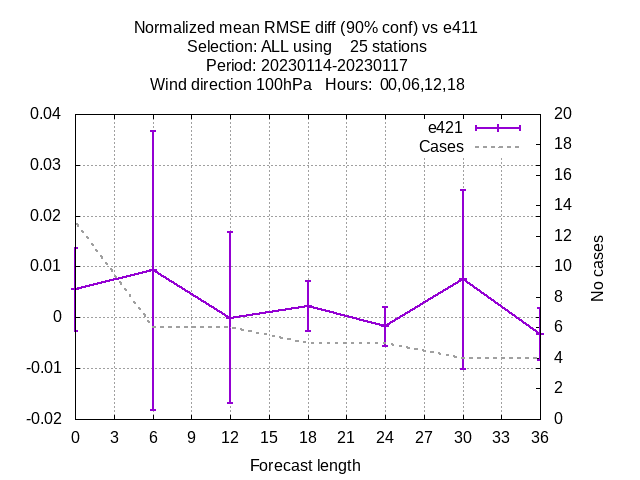 Normalized mean RMSE diff (90% conf) vs e411
Selection: ALL using    25 stations
Period: 20230114-20230117
Wind direction 100hPa   Hours:  00,06,12,18
e421
Cases
0.04
0.03
0.02
0.01
0
-0.01
-0.02
20
18
16
14
12
10
8
6
4
2
0
No cases
0 3 6 9 12 15 18 21 24 27 30 33 36
Forecast length